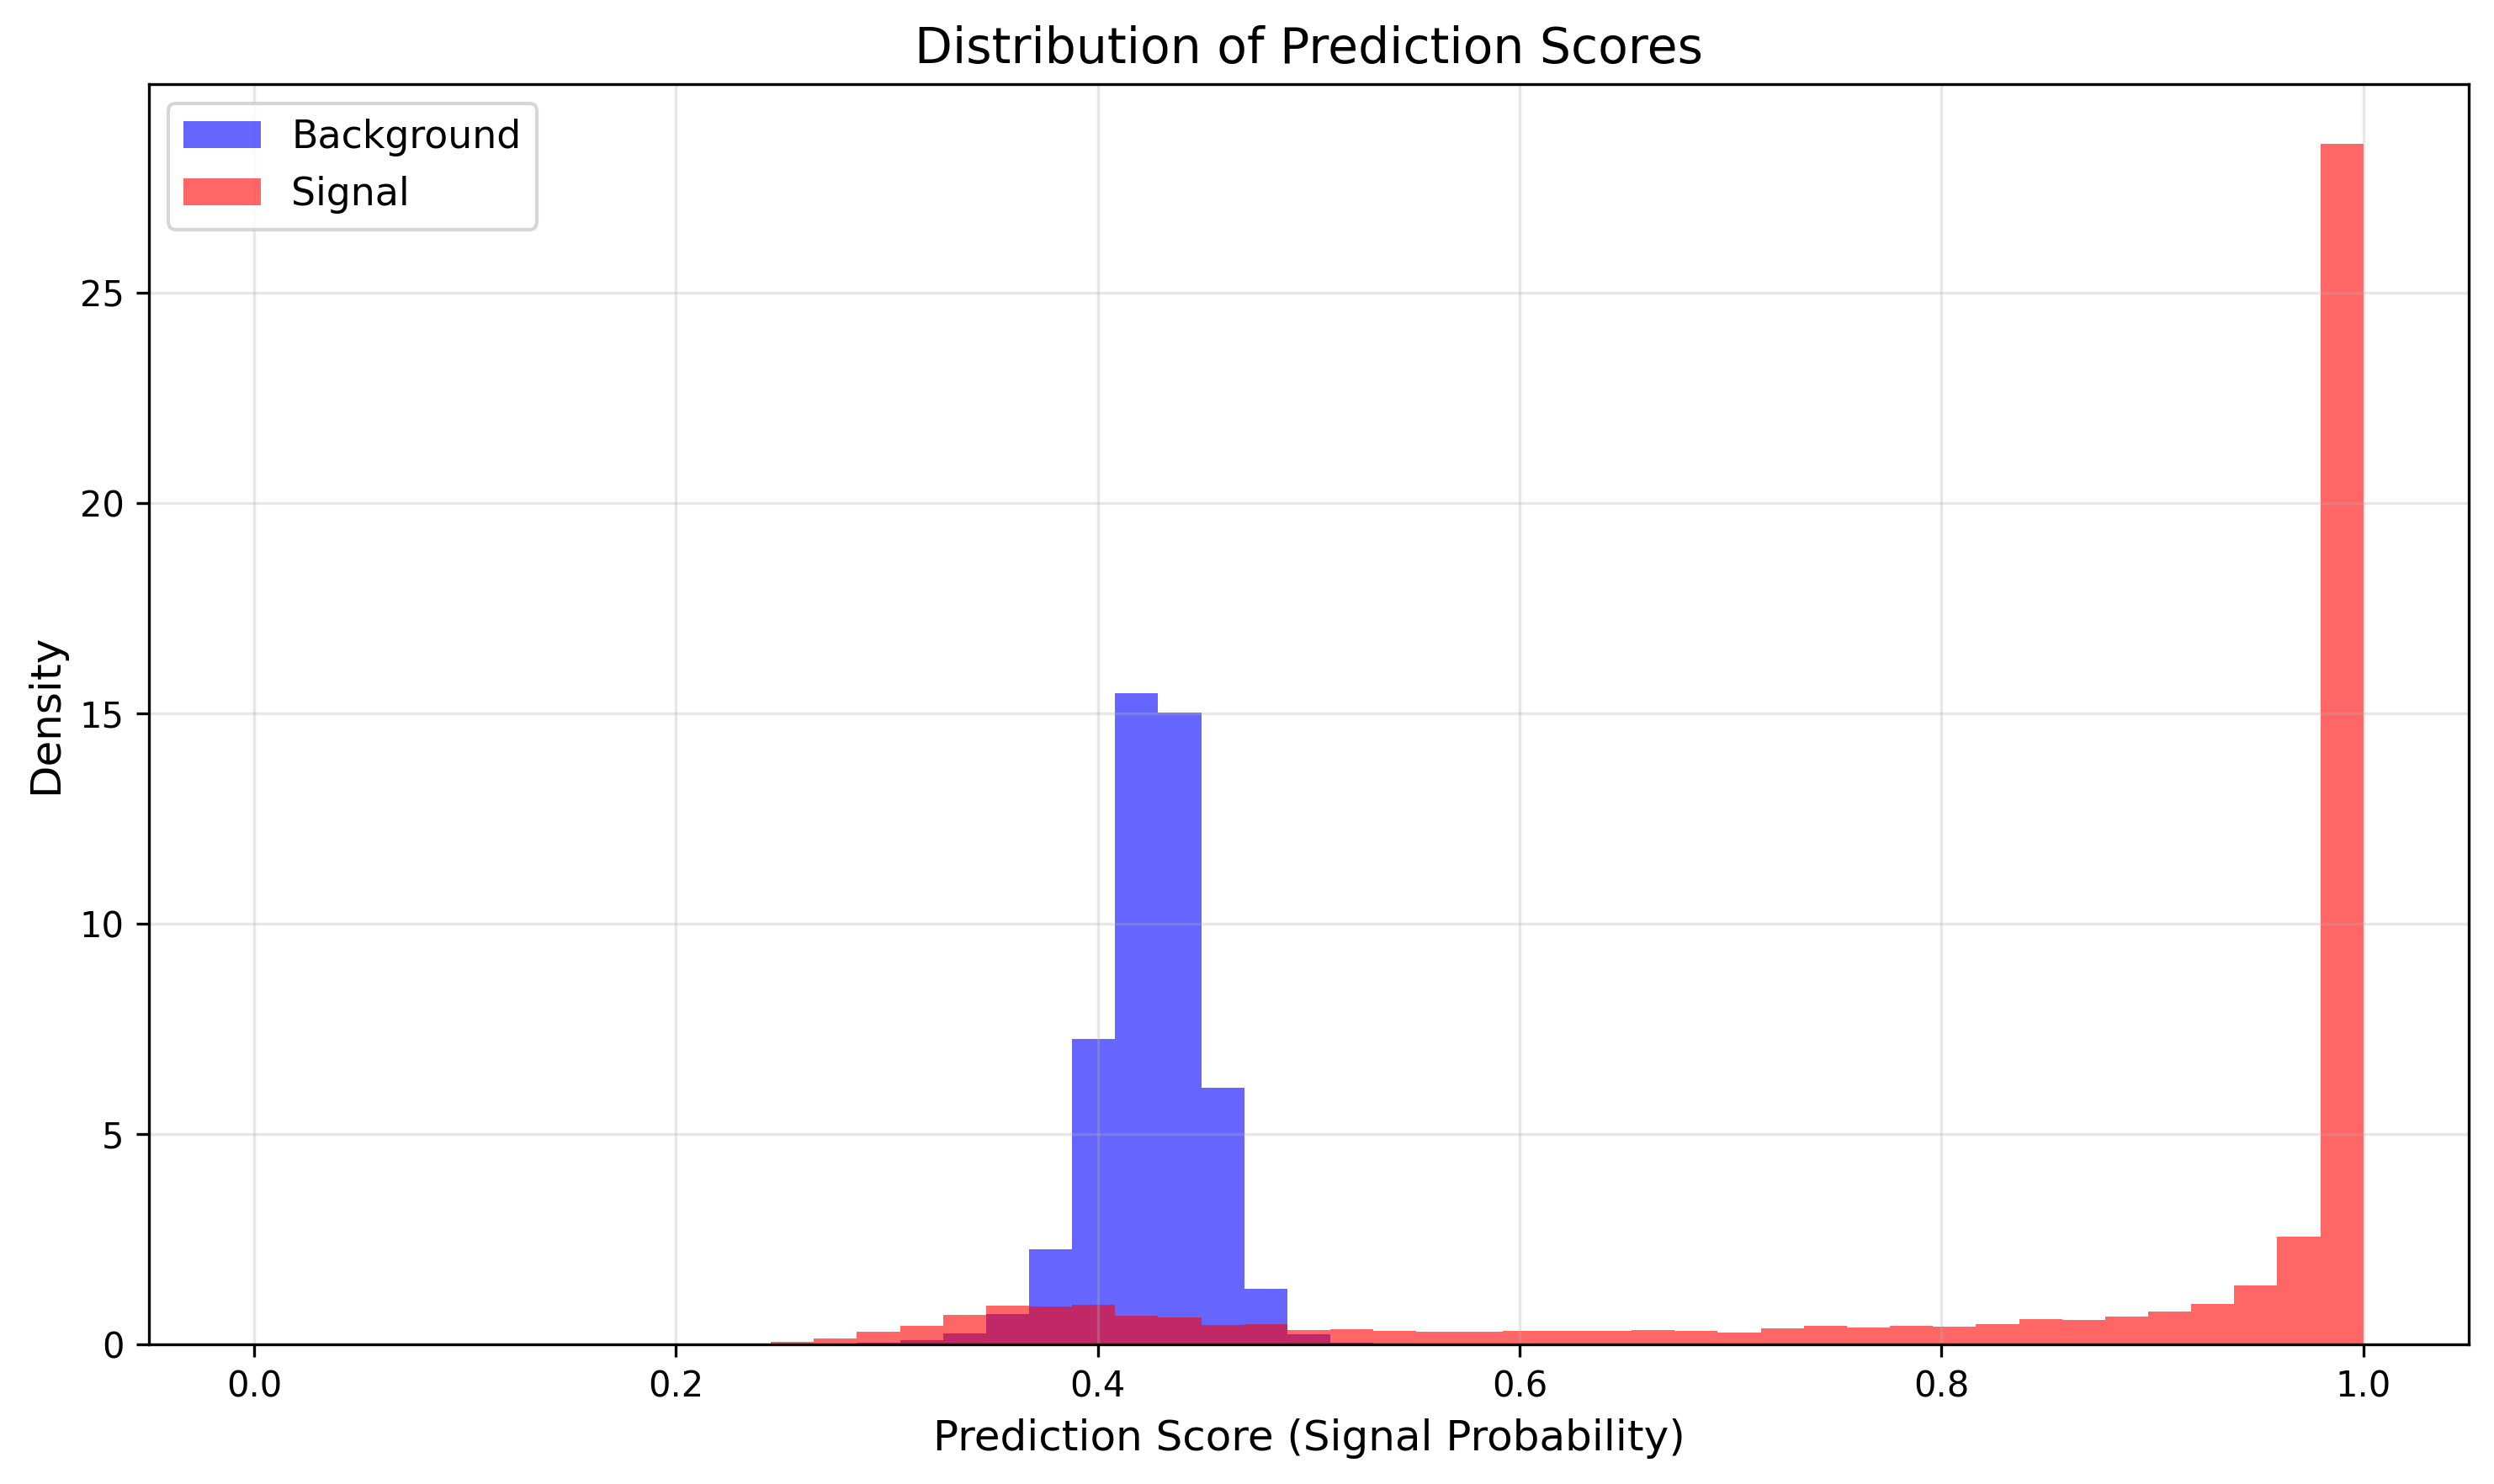 Distribution of Prediction Scores
Background
Signal
25
20
15
10
5
0
Density
0.0 0.2 0.4 0.6 0.8 1.0
Prediction Score (Signal Probability)